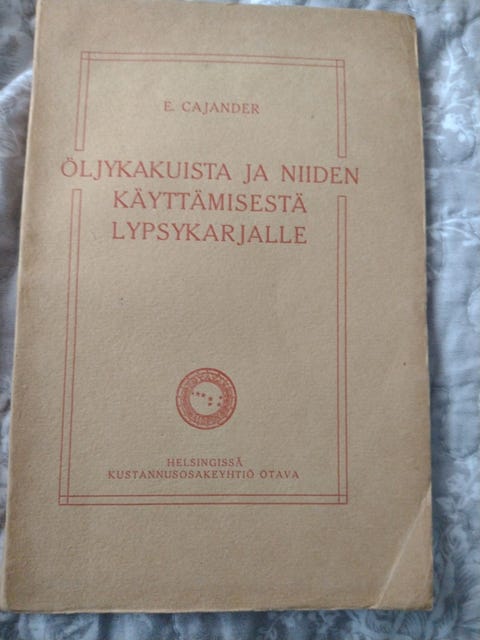 E. CAJANDER
ÖLJYKAKUISTA JA NIIDEN
KÄYTTÄMISESTÄ
LYPSYKARJALLE
HELSINGISSÄ
KUSTANNUSOSAKEYHTIÖ OTAVA